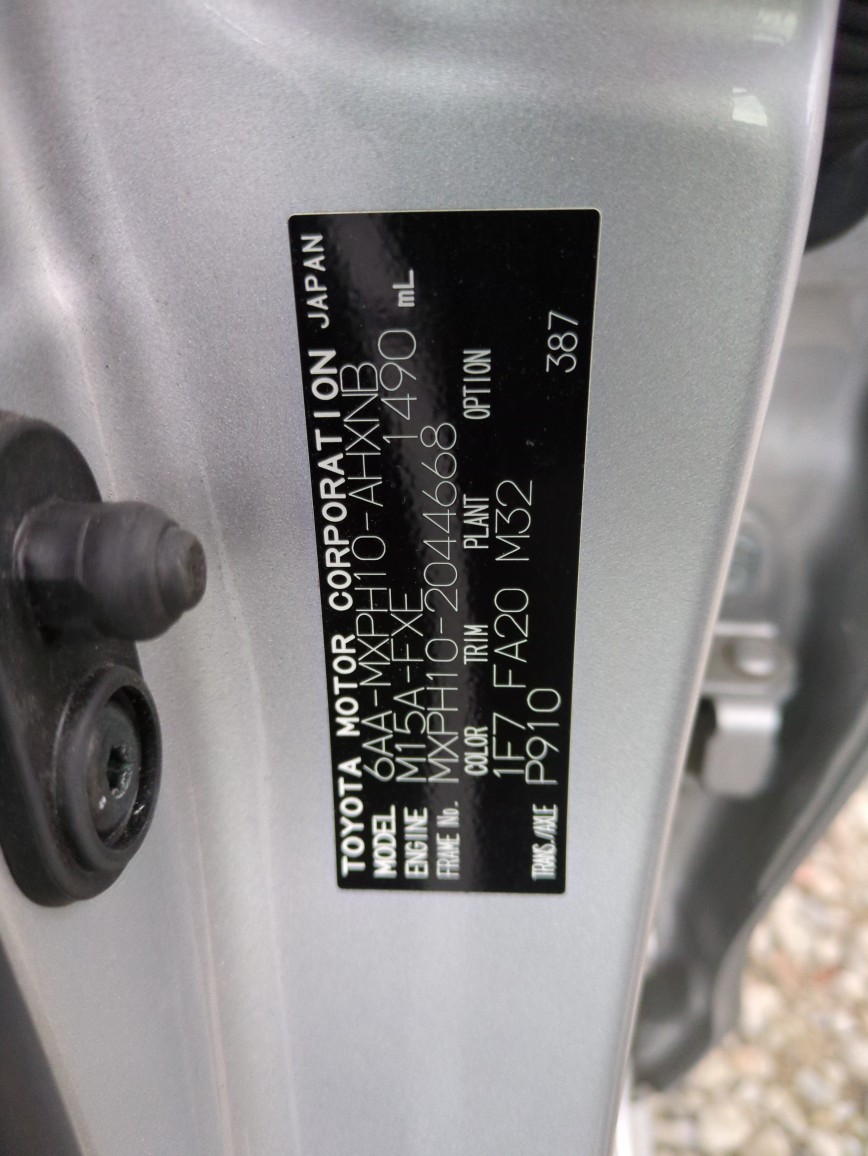 TOYOTA MOTOR CORPORATION JAPAN
MODEL 6AA-MXPH10-AHXNB
ENGINE M15A-FXE 1490 mL
FRAME No. MXPH10-2044668
COLOR TRIM PLANT OPTION
1F7 FA20 M32
TRANS./AXLE P910 387